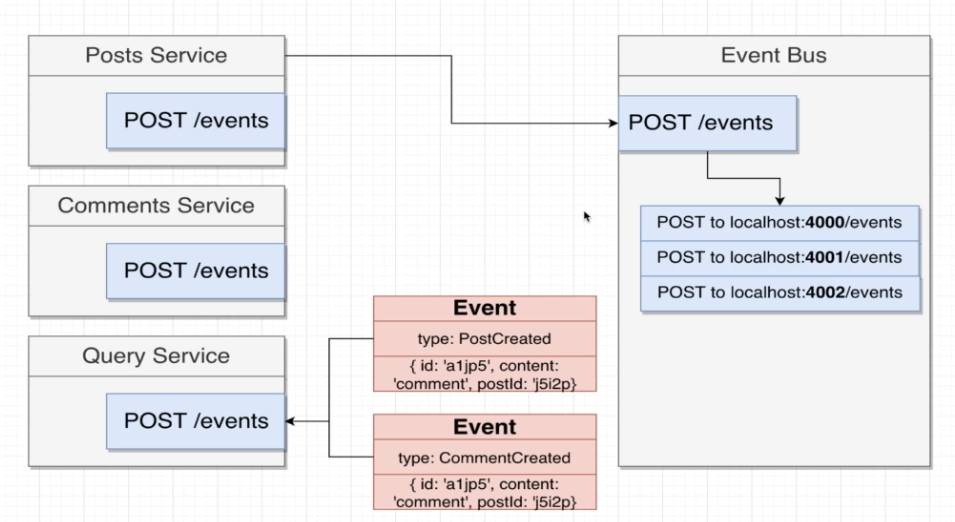 Posts Service
POST /events
Comments Service
POST /events
Query Service
POST /events
Event
type: PostCreated
{ id: 'a1jp5', content:
'comment', postId: 'j5i2p}
Event
type: CommentCreated
{ id: 'a1jp5', content:
'comment', postId: 'j5i2p}
Event Bus
POST /events
POST to localhost:4000/events
POST to localhost:4001/events
POST to localhost:4002/events